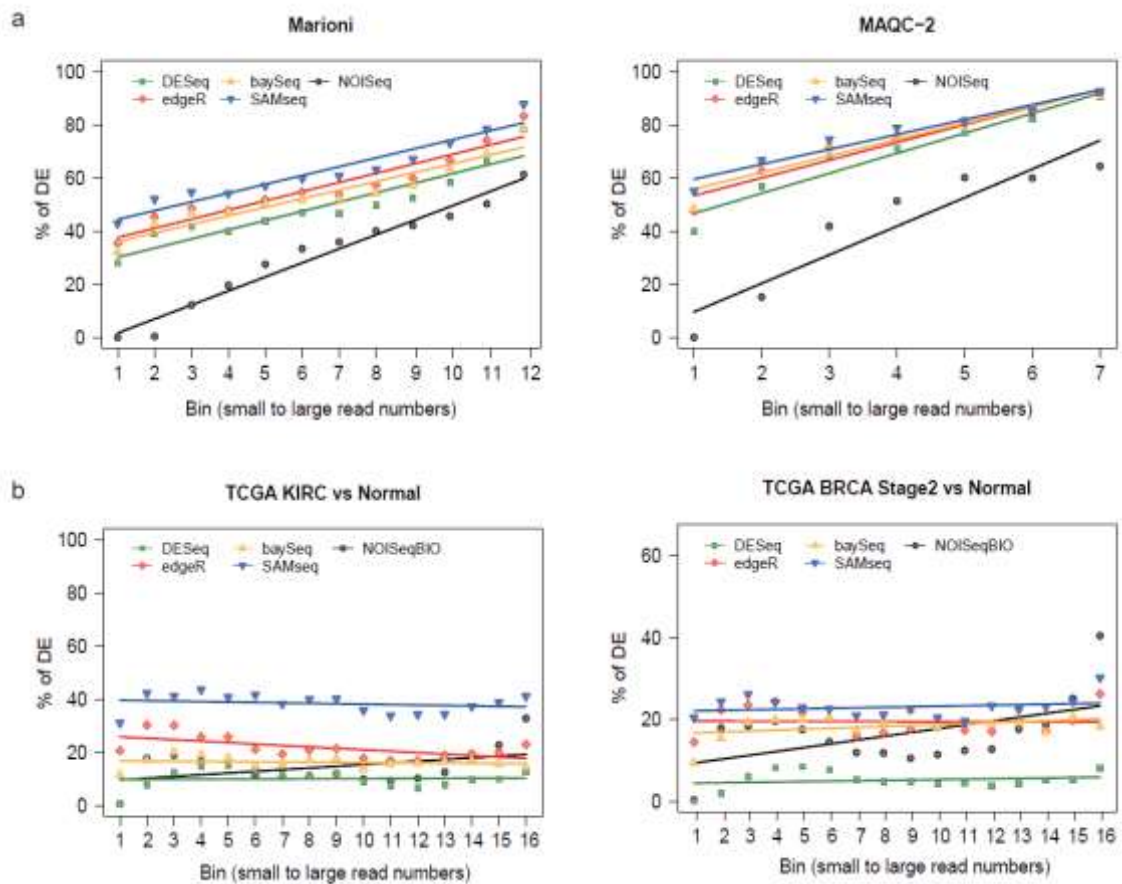 a
Marioni
% of DE
100
80
60
40
20
0
DESeq baySeq NOISeq
edgeR SAMseq
1 2 3 4 5 6 7 8 9 10 11 12
Bin (small to large read numbers)
MAQC-2
% of DE
100
80
60
40
20
0
DESeq baySeq NOISeq
edgeR SAMseq
1 2 3 4 5 6 7
Bin (small to large read numbers)
b
TCGA KIRC vs Normal
% of DE
100
80
60
40
20
0
DESeq baySeq NOISeqBIO
edgeR SAMseq
1 2 3 4 5 6 7 8 9 10 11 12 13 14 15 16
Bin (small to large read numbers)
TCGA BRCA Stage2 vs Normal
% of DE
60
40
20
0
DESeq baySeq NOISeqBIO
edgeR SAMseq
1 2 3 4 5 6 7 8 9 10 11 12 13 14 15 16
Bin (small to large read numbers)